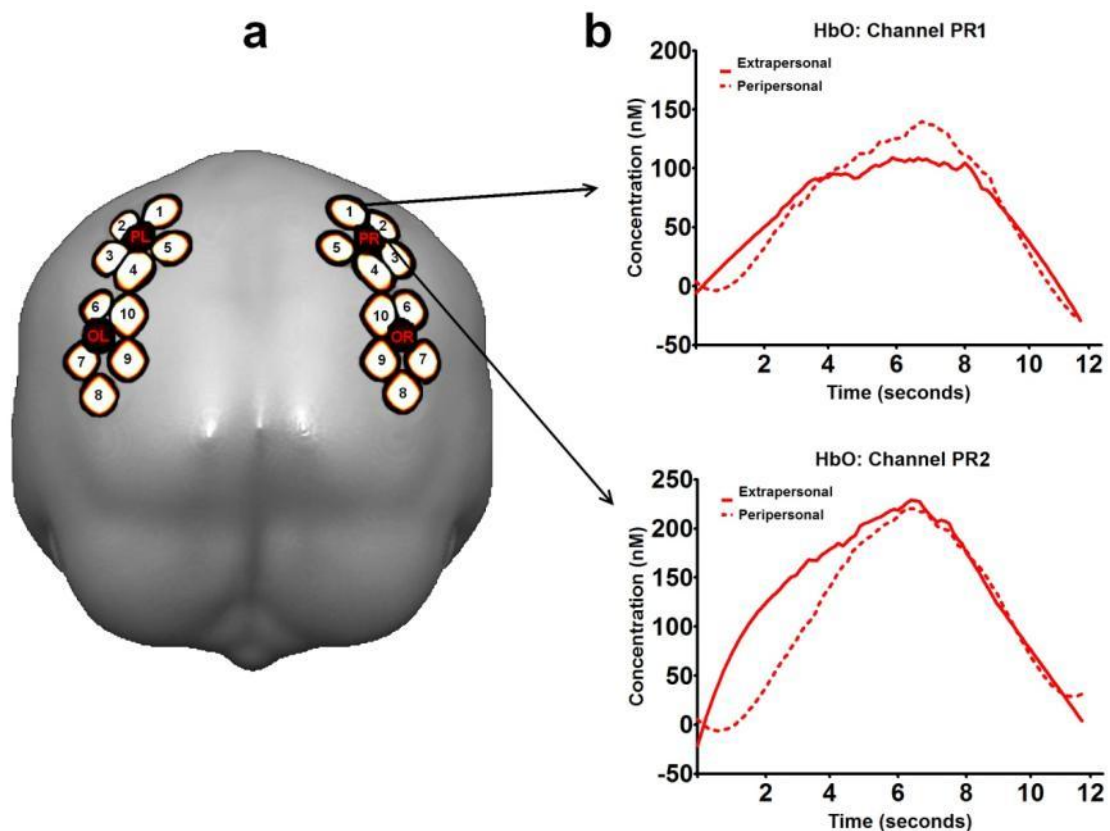 a
1
2
PL
5
3
4
6
10
OL
7
9
8
1
2
PR
5
3
4
10
6
OR
9
7
8
b
HbO: Channel PR1
Extrapersonal
Peripersonal
Concentration (nM)
200
150
100
50
0
-50
2 4 6 8 10 12
Time (seconds)
HbO: Channel PR2
Extrapersonal
Peripersonal
Concentration (nM)
250
200
150
100
50
0
-50
2 4 6 8 10 12
Time (seconds)